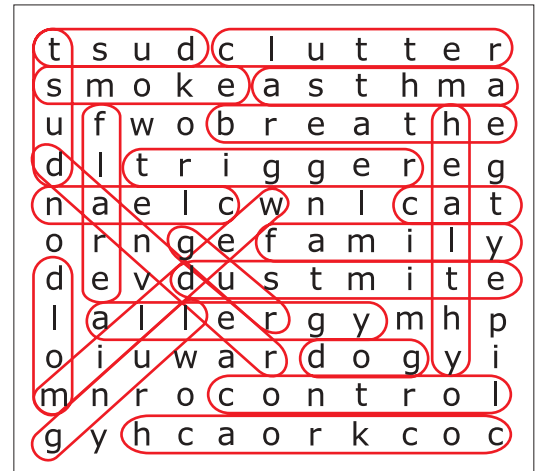 t s u d c l u t t e r
s m o k e a s t h m a
u f w o b r e a t h e
d l t r i g g e r e g
n a e l c w n l c a t
o r n g e f a m i l y
d e v d u s t m i t e
l a l l e r g y m h p
o i u w a r d o g y i
m n r o c o n t r o l
g y h c a o r k c o c